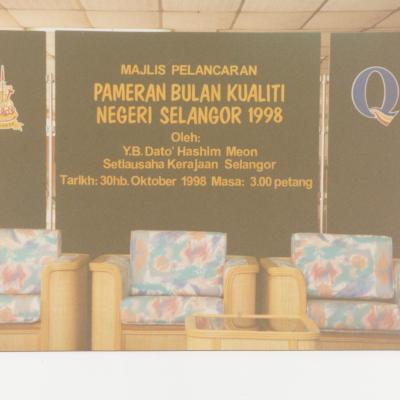 MAJLIS PELANCARAN
PAMERAN BULAN KUALITI
NEGERI SELANGOR 1998
Oleh:
Y.B. Dato' Hashim Meon
Setiausaha Kerajaan Selangor
Tarikh: 30hb. Oktober 1998 Masa: 3.00 petang
Q